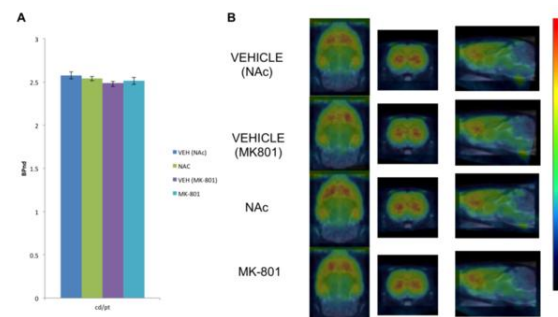 A
3
2.5
2
1.5
1
0.5
0
BPnd
cd/pt
VEH (NAc)
NAC
VEH (MK-801)
MK-801
B
VEHICLE
(NAc)
VEHICLE
(MK801)
NAc
MK-801